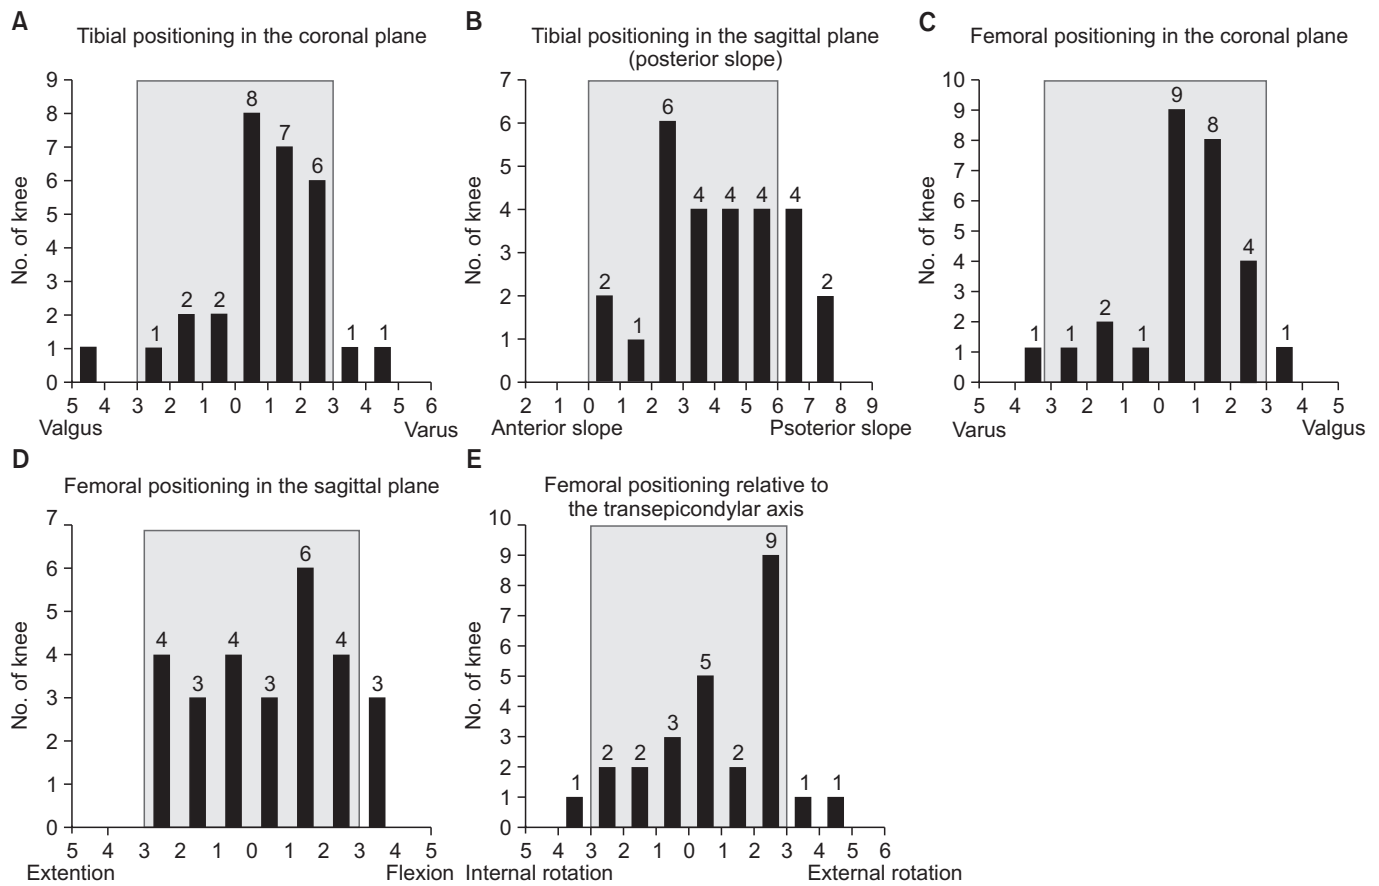 A
Tibial positioning in the coronal plane
9
8
7
6
5
4
3
2
1
0
No. of knee
1
2
2
8
7
6
1
1
5 4 3 2 1 0 1 2 3 4 5 6
Valgus
Varus
B
Tibial positioning in the sagittal plane
(posterior slope)
7
6
5
4
3
2
1
0
No. of knee
2
1
6
4
4
4
4
2
2 1 0 1 2 3 4 5 6 7 8 9
Anterior slope
Psoterior slope
C
Femoral positioning in the coronal plane
10
9
8
7
6
5
4
3
2
1
0
No. of knee
1
1
2
1
9
8
4
1
5 4 3 2 1 0 1 2 3 4 5
Varus
Valgus
D
Femoral positioning in the sagittal plane
7
6
5
4
3
2
1
0
No. of knee
4
3
4
3
6
4
3
5 4 3 2 1 0 1 2 3 4 5
Extention
Flexion
E
Femoral positioning relative to
the transepicondylar axis
10
9
8
7
6
5
4
3
2
1
0
No. of knee
1
2
2
3
5
2
9
1
1
5 4 3 2 1 0 1 2 3 4 5 6
Internal rotation
External rotation